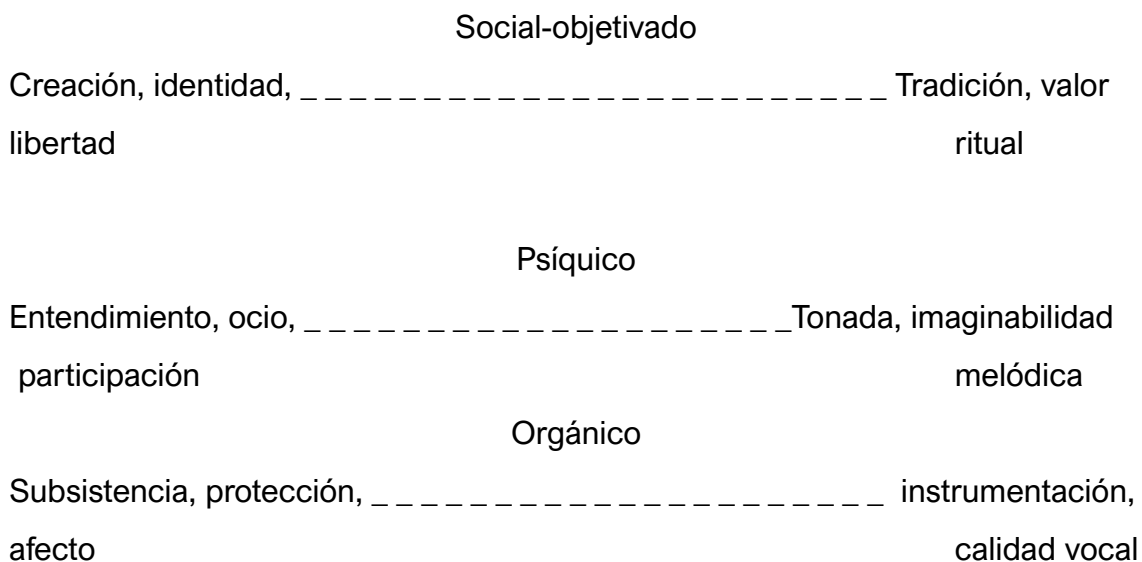 Social-objetivado
Creación, identidad, _ _ _ _ _ _ _ _ _ _ _ _ _ _ _ _ _ _ _ _ _ _ _ _ Tradición, valor
libertad ritual
Psíquico
Entendimiento, ocio, _ _ _ _ _ _ _ _ _ _ _ _ _ _ _ _ _ _ _ _Tonada, imaginabilidad
participación melódica
Orgánico
Subsistencia, protección, _ _ _ _ _ _ _ _ _ _ _ _ _ _ _ _ _ _ _ _ _ instrumentación,
afecto calidad vocal